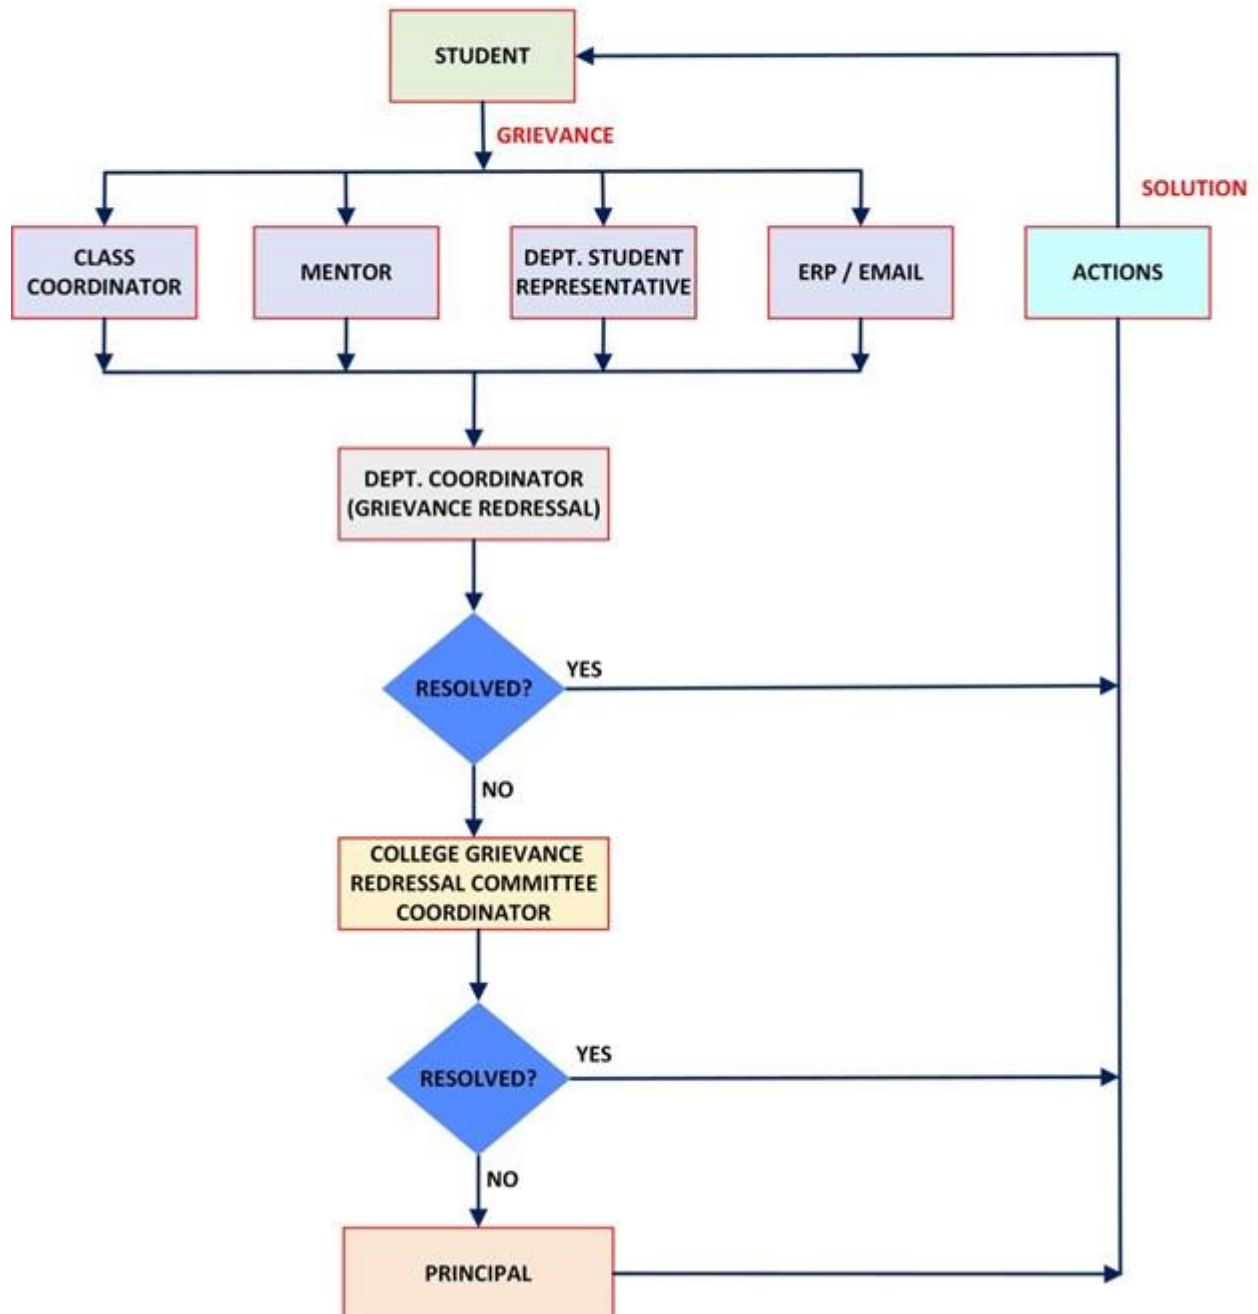 STUDENT
GRIEVANCE
SOLUTION
CLASS
COORDINATOR
MENTOR
DEPT. STUDENT
REPRESENTATIVE
ERP / EMAIL
ACTIONS
DEPT. COORDINATOR
(GRIEVANCE REDRESSAL)
RESOLVED?
YES
NO
COLLEGE GRIEVANCE
REDRESSAL COMMITTEE
COORDINATOR
RESOLVED?
YES
NO
PRINCIPAL